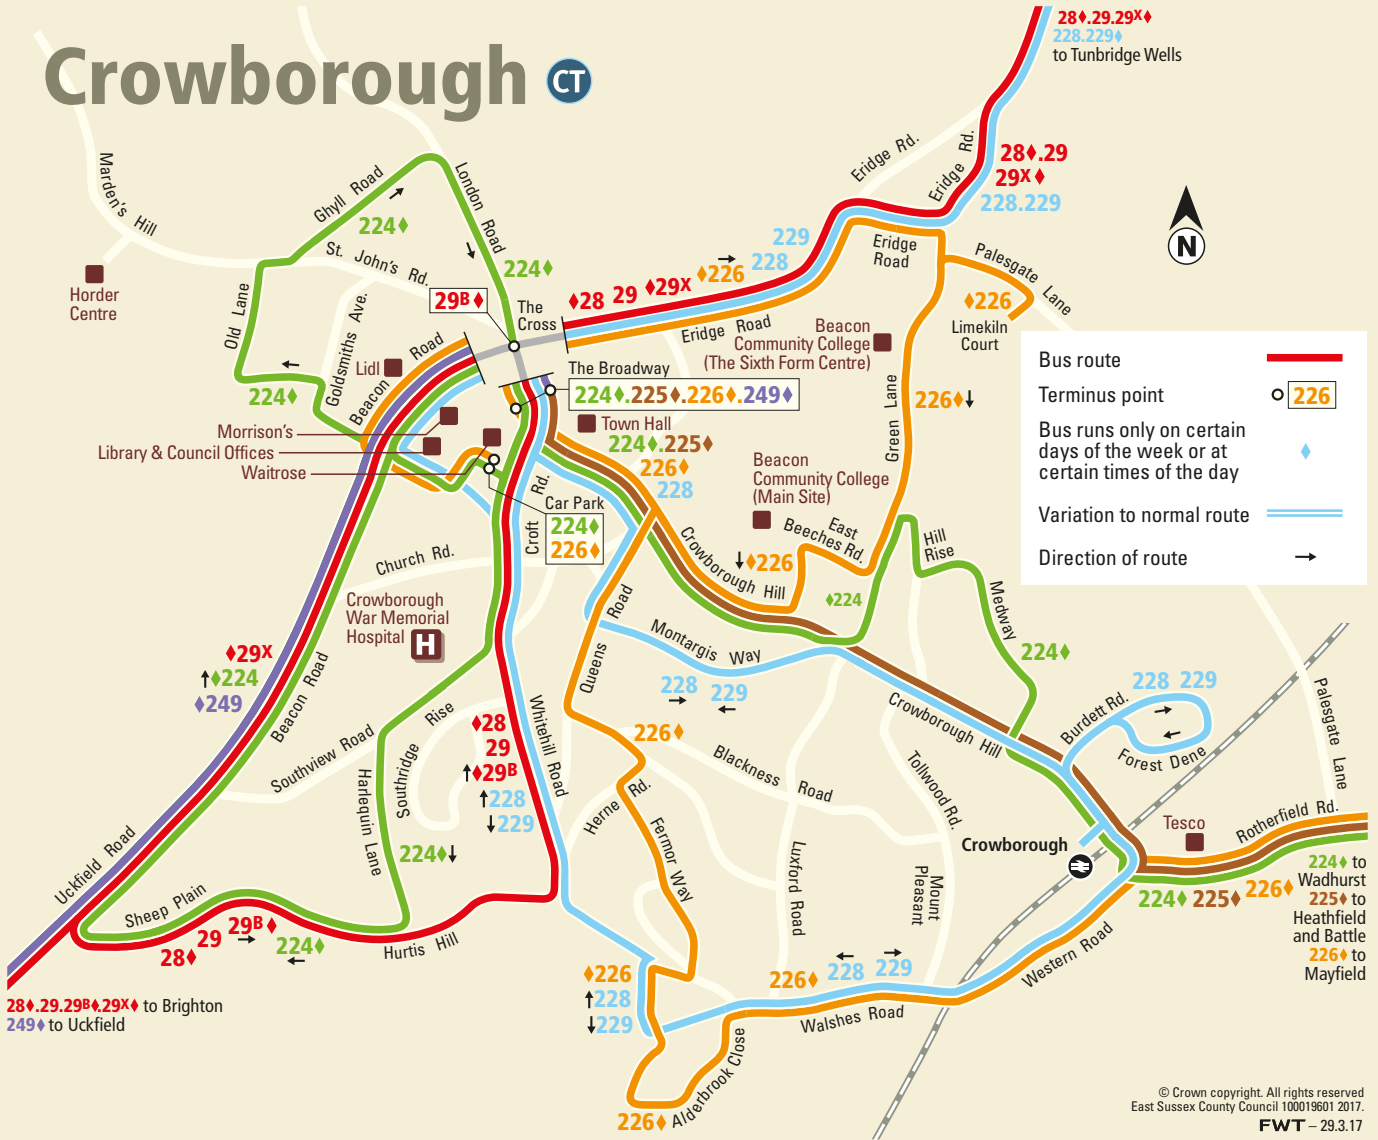 Crowborough CT
28♦.29.29X♦
228.229♦
to Tunbridge Wells
Eridge Rd.
Eridge Rd.
28♦.29
29X♦
228.229
N
Marden's Hill
Ghyll Road
London Road
224♦
St. John's Rd.
224♦
Horder
Centre
Old Lane
Goldsmiths Ave.
29B♦
The
Cross
♦28 29 ♦29X ♦226 228
229
Eridge Road
Eridge
Road
Palesgate Lane
♦226
Limekiln
Court
Beacon
Community College
(The Sixth Form Centre)
Bus route
Terminus point 226
Bus runs only on certain
days of the week or at
certain times of the day
Variation to normal route
Direction of route
Lidl
Beacon Road
224♦
The Broadway
224♦.225♦.226♦.249♦
Green Lane
226♦
Morrison's
Library & Council Offices
Waitrose
Town Hall
224♦.225♦
226♦
228
Beacon
Community College
(Main Site)
Croft Rd.
Car Park
224♦
226♦
East
Beeches Rd.
Hill
Rise
Crowborough Hill
♦226
♦224
Medway
224♦
Church Rd.
Crowborough
War Memorial
Hospital H
♦29X
♦224
♦249
Beacon Road
Queens Road
Montargis Way
228 229
Southview Road
Southridge Rise
Harlequin Lane
♦28
29
♦29B
228
229
Whitehill Road
226♦
Blackness Road
Crowborough Hill
Burdett Rd.
228 229
Forest Dene
Palesgate Lane
Tollwood Rd.
Herne Rd.
Fermor Way
Luxford Road
Mount
Pleasant
Crowborough
Tesco
Rotherfield Rd.
224♦ 225♦ 226♦
224♦ to
Wadhurst
225♦ to
Heathfield
and Battle
226♦ to
Mayfield
224♦
Uckfield Road
Sheep Plain
28♦ 29 29B♦ 224♦
Hurtis Hill
28♦.29.29B♦.29X♦ to Brighton
249♦ to Uckfield
♦226
228
229
226♦ 228 229
Walshes Road
Western Road
Alderbrook Close
226♦
© Crown copyright. All rights reserved
East Sussex County Council 100019601 2017.
FWT – 29.3.17